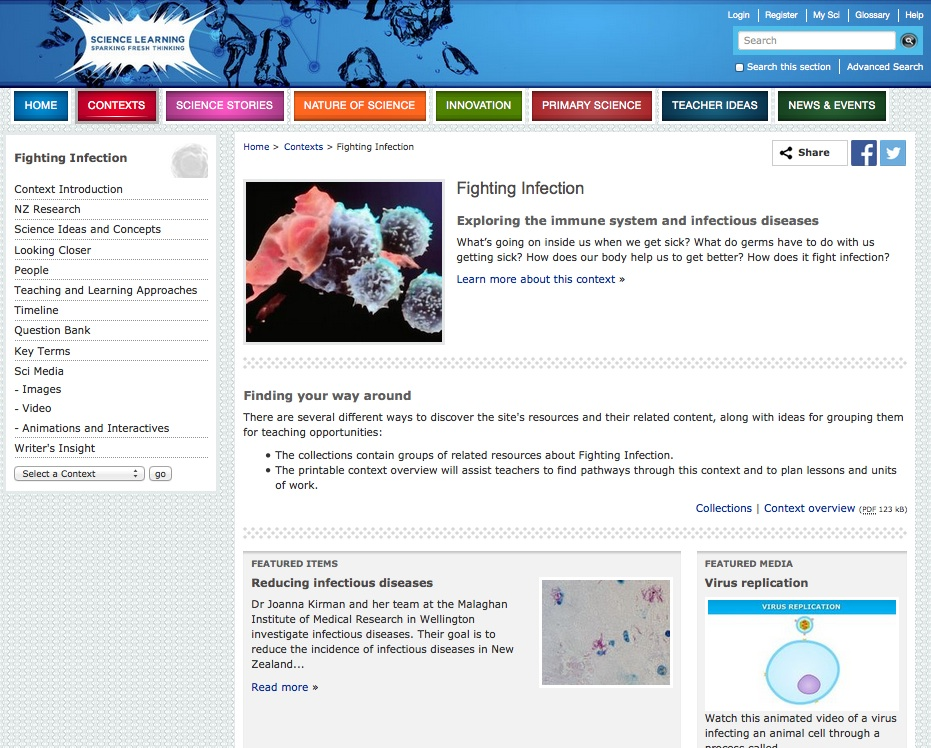 SCIENCE LEARNING
SPARKING FRESH THINKING
Login | Register | My Sci | Glossary | Help
Search
Search this section | Advanced Search
HOME
CONTEXTS
SCIENCE STORIES
NATURE OF SCIENCE
INNOVATION
PRIMARY SCIENCE
TEACHER IDEAS
NEWS & EVENTS
Fighting Infection
Context Introduction
NZ Research
Science Ideas and Concepts
Looking Closer
People
Teaching and Learning Approaches
Timeline
Question Bank
Key Terms
Sci Media
- Images
- Video
- Animations and Interactives
Writer's Insight
Select a Context
go
Home > Contexts > Fighting Infection
Share
Fighting Infection
Exploring the immune system and infectious diseases
What's going on inside us when we get sick? What do germs have to do with us
getting sick? How does our body help us to get better? How does it fight infection?
Learn more about this context »
Finding your way around
There are several different ways to discover the site's resources and their related content, along with ideas for grouping them
for teaching opportunities:
• The collections contain groups of related resources about Fighting Infection.
• The printable context overview will assist teachers to find pathways through this context and to plan lessons and units
of work.
Collections | Context overview (PDF 123 kB)
FEATURED ITEMS
Reducing infectious diseases
Dr Joanna Kirman and her team at the Malaghan
Institute of Medical Research in Wellington
investigate infectious diseases. Their goal is to
reduce the incidence of infectious diseases in New
Zealand...
Read more »
FEATURED MEDIA
Virus replication
VIRUS REPLICATION
Watch this animated video of a virus
infecting an animal cell through a
process called